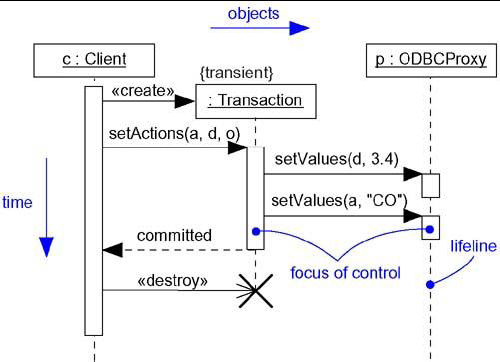 objects
c : Client
p : ODBCProxy
{transient}
«create»
: Transaction
setActions(a, d, o)
setValues(d, 3.4)
time
setValues(a, "CO")
committed
lifeline
focus of control
«destroy»